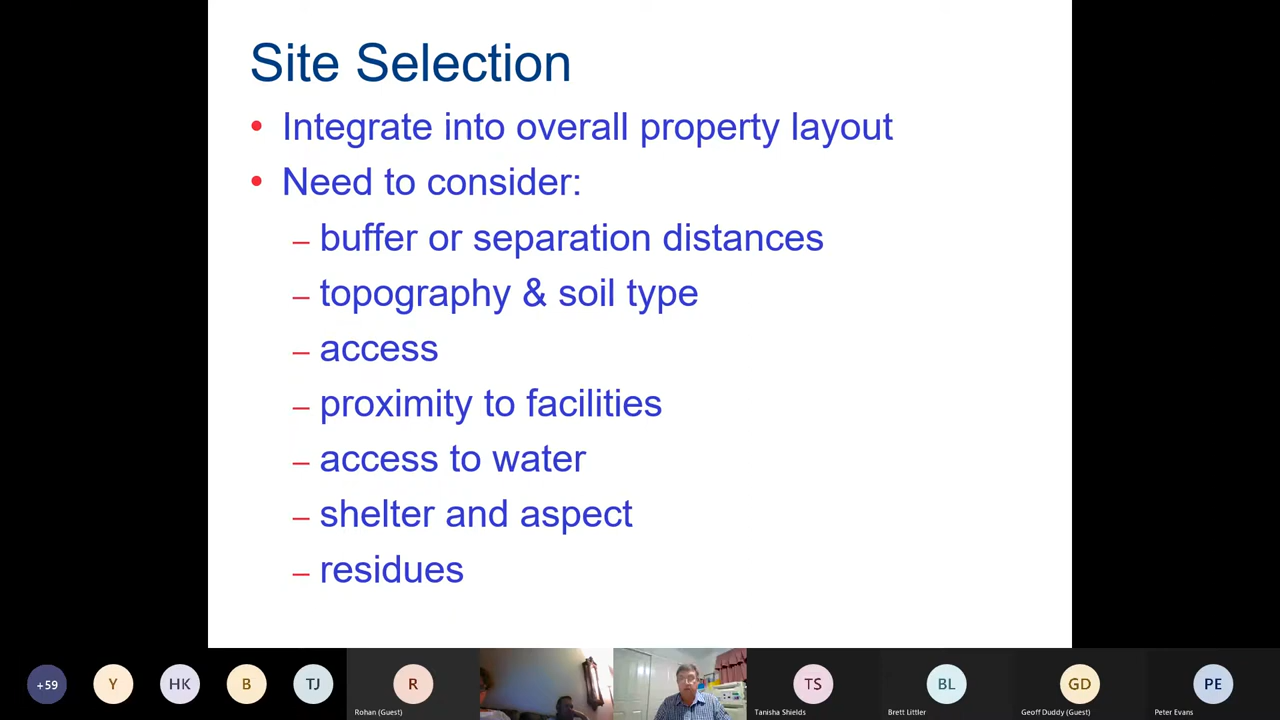 Site Selection
• Integrate into overall property layout
• Need to consider:
– buffer or separation distances
– topography & soil type
– access
– proximity to facilities
– access to water
– shelter and aspect
– residues
+59 Y HK B TJ R TS BL GD PE
Rohan (Guest) Tanisha Shields Brett Littler Geoff Duddy (Guest) Peter Evans